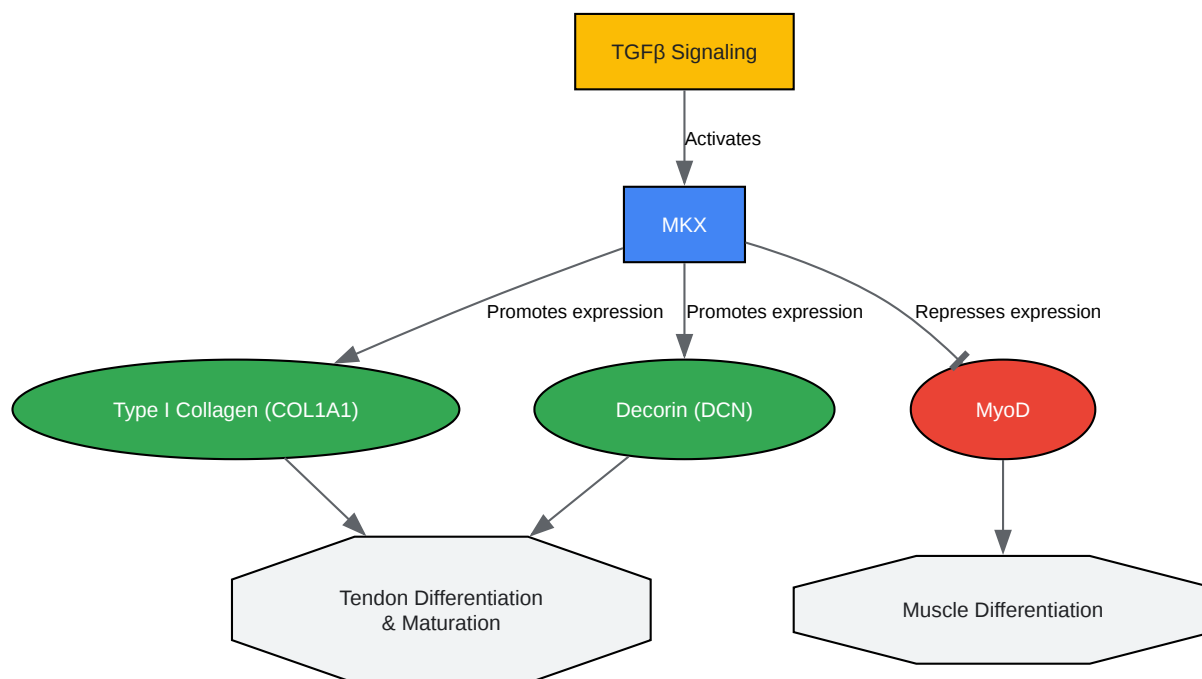 TGFβ Signaling
Activates
MKX
Promotes expression
Promotes expression
Represses expression
Type I Collagen (COL1A1)
Decorin (DCN)
MyoD
Tendon Differentiation
& Maturation
Muscle Differentiation